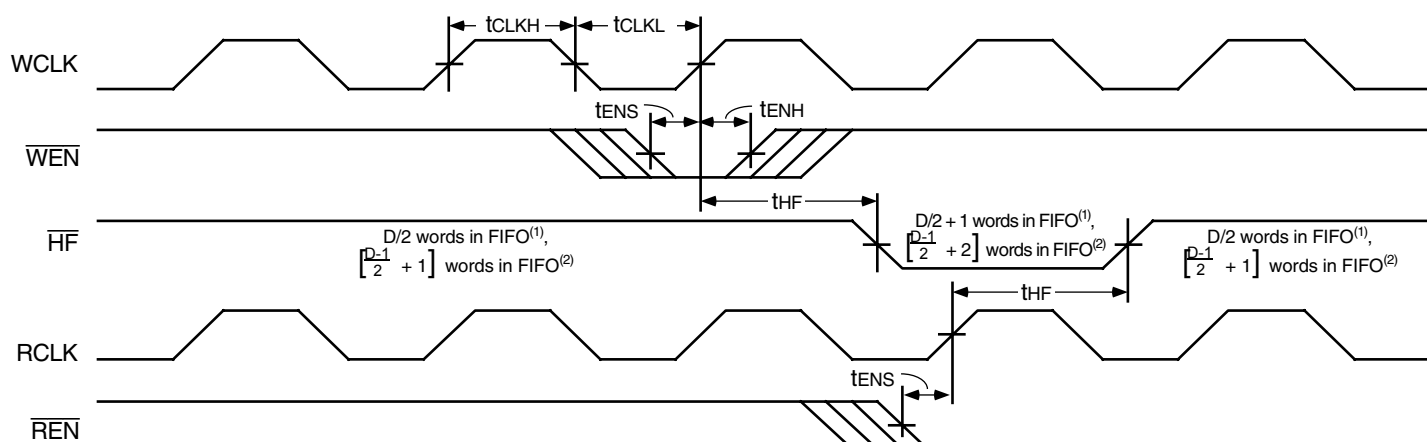 tCLKH
tCLKL
WCLK
tENS
tENH
WEN
tHF
HF
D/2 words in FIFO(1),
[D-1/2 + 1] words in FIFO(2)
D/2 + 1 words in FIFO(1),
[D-1/2 + 2] words in FIFO(2)
D/2 words in FIFO(1),
[D-1/2 + 1] words in FIFO(2)
tHF
RCLK
tENS
REN